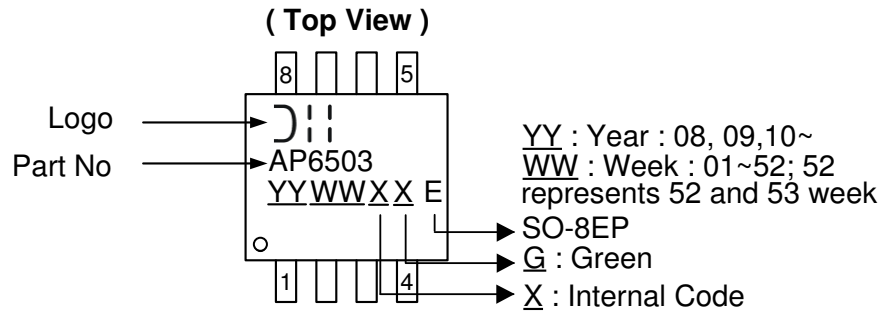 ( Top View )
8 5
Logo
Part No
AP6503
YYWWXX E
1 4
YY : Year : 08, 09,10~
WW : Week : 01~52; 52
represents 52 and 53 week
SO-8EP
G : Green
X : Internal Code